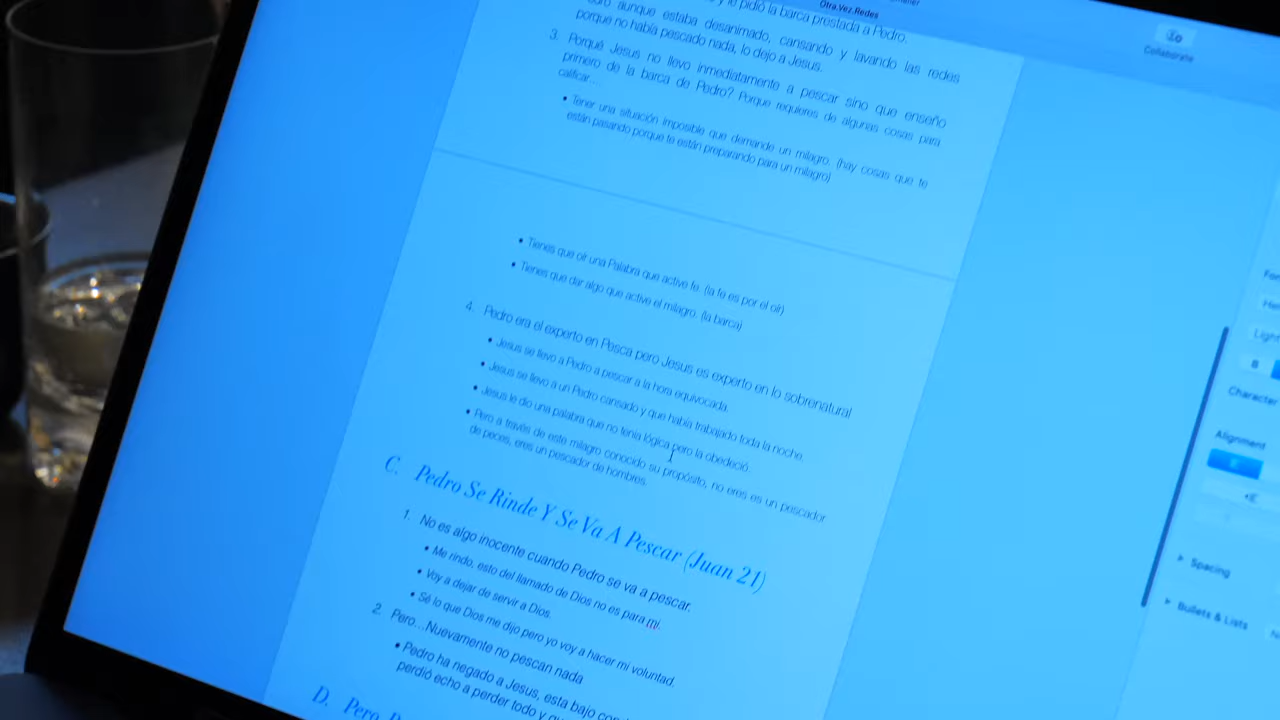 Otra.Vez.Redes
Collaborate
y le pidió la barca prestada a Pedro.
aunque estaba desanimado, cansando y lavando las redes
porque no había pescado nada, lo dejo a Jesus.
3. Porqué Jesus no llevo inmediatamente a pescar sino que enseño
primero de la barca de Pedro? Porque requieres de algunas cosas para
calificar...
• Tener una situación imposible que demande un milagro. (hay cosas que te
están pasando porque te están preparando para un milagro)
• Tienes que oír una Palabra que active fe. (la fe es por el oír)
• Tienes que dar algo que active el milagro. (la barca)
4. Pedro era el experto en Pesca pero Jesus es experto en lo sobrenatural
• Jesus se llevo a Pedro a pescar a la hora equivocada.
• Jesus se llevo a un Pedro cansado y que había trabajado toda la noche.
• Jesus le dio una palabra que no tenía lógica pero la obedeció.
• Pero a través de este milagro conocido su propósito, no eres es un pescador
de peces, eres un pescador de hombres.
C. Pedro Se Rinde Y Se Va A Pescar (Juan 21)
1. No es algo inocente cuando Pedro se va a pescar.
• Me rindo, esto del llamado de Dios no es para mi.
• Voy a dejar de servir a Dios.
• Sé lo que Dios me dijo pero yo voy a hacer mi voluntad.
2. Pero...Nuevamente no pescan nada
• Pedro ha negado a Jesus, esta bajo
perdió echo a perder todo y
D. Pero
Light
B
Character
Alignment
Spacing
Bullets & Lists